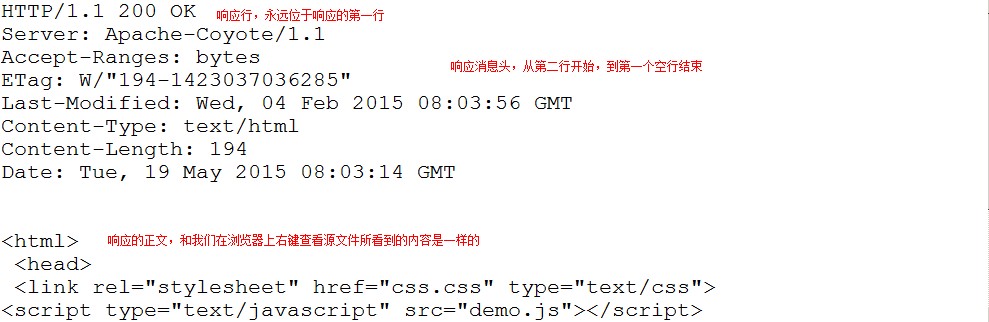 HTTP/1.1 200 OK 响应行，永远位于响应的第一行
Server: Apache-Coyote/1.1
Accept-Ranges: bytes
响应消息头，从第二行开始，到第一个空行结束
ETag: W/"194-1423037036285"
Last-Modified: Wed, 04 Feb 2015 08:03:56 GMT
Content-Type: text/html
Content-Length: 194
Date: Tue, 19 May 2015 08:03:14 GMT
<html> 响应的正文，和我们在浏览器上右键查看源文件所看到的内容是一样的
<head>
<link rel="stylesheet" href="css.css" type="text/css">
<script type="text/javascript" src="demo.js"></script>